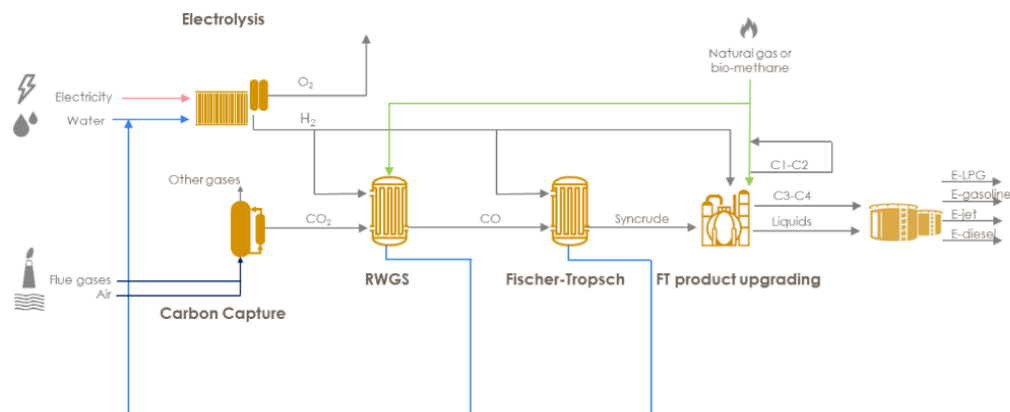 Electrolysis
Natural gas or
bio-methane
O2
Electricity
Water
H2
C1-C2
Other gases
E-LPG
C3-C4
E-gasoline
CO2
CO
Syncrude
Liquids
E-jet
E-diesel
Flue gases
Air
RWGS
Fischer-Tropsch
FT product upgrading
Carbon Capture